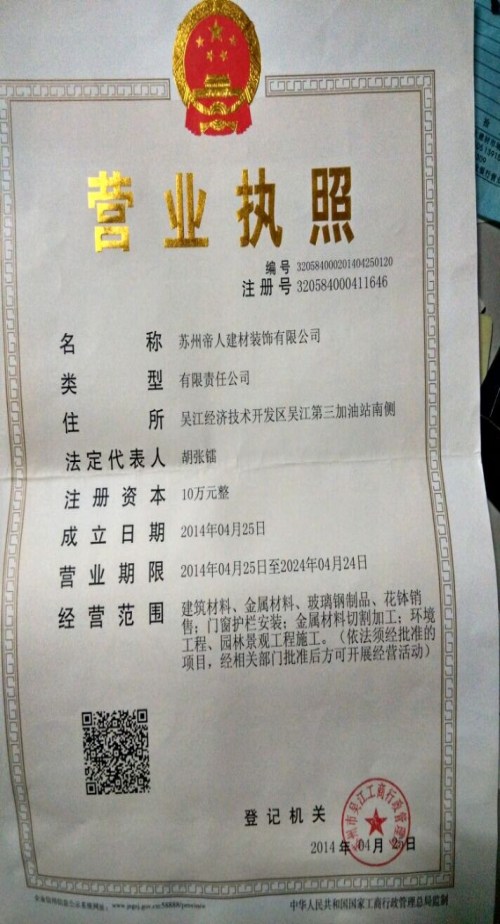 营业执照
编号 320584000201404250120
注册号 320584000411646
名称 苏州帝人建材装饰有限公司
类型 有限责任公司
住所 吴江经济技术开发区吴江第三加油站南侧
法定代表人 胡张镭
注册资本 10万元整
成立日期 2014年04月25日
营业期限 2014年04月25日至2024年04月24日
经营范围 建筑材料、金属材料、玻璃钢制品、花钵销
售；门窗护栏安装；金属材料切割加工；环境
工程、园林景观工程施工。（依法须经批准的
项目，经相关部门批准后方可开展经营活动）
登记机关
2014年04月25日
中华人民共和国国家工商行政管理总局监制